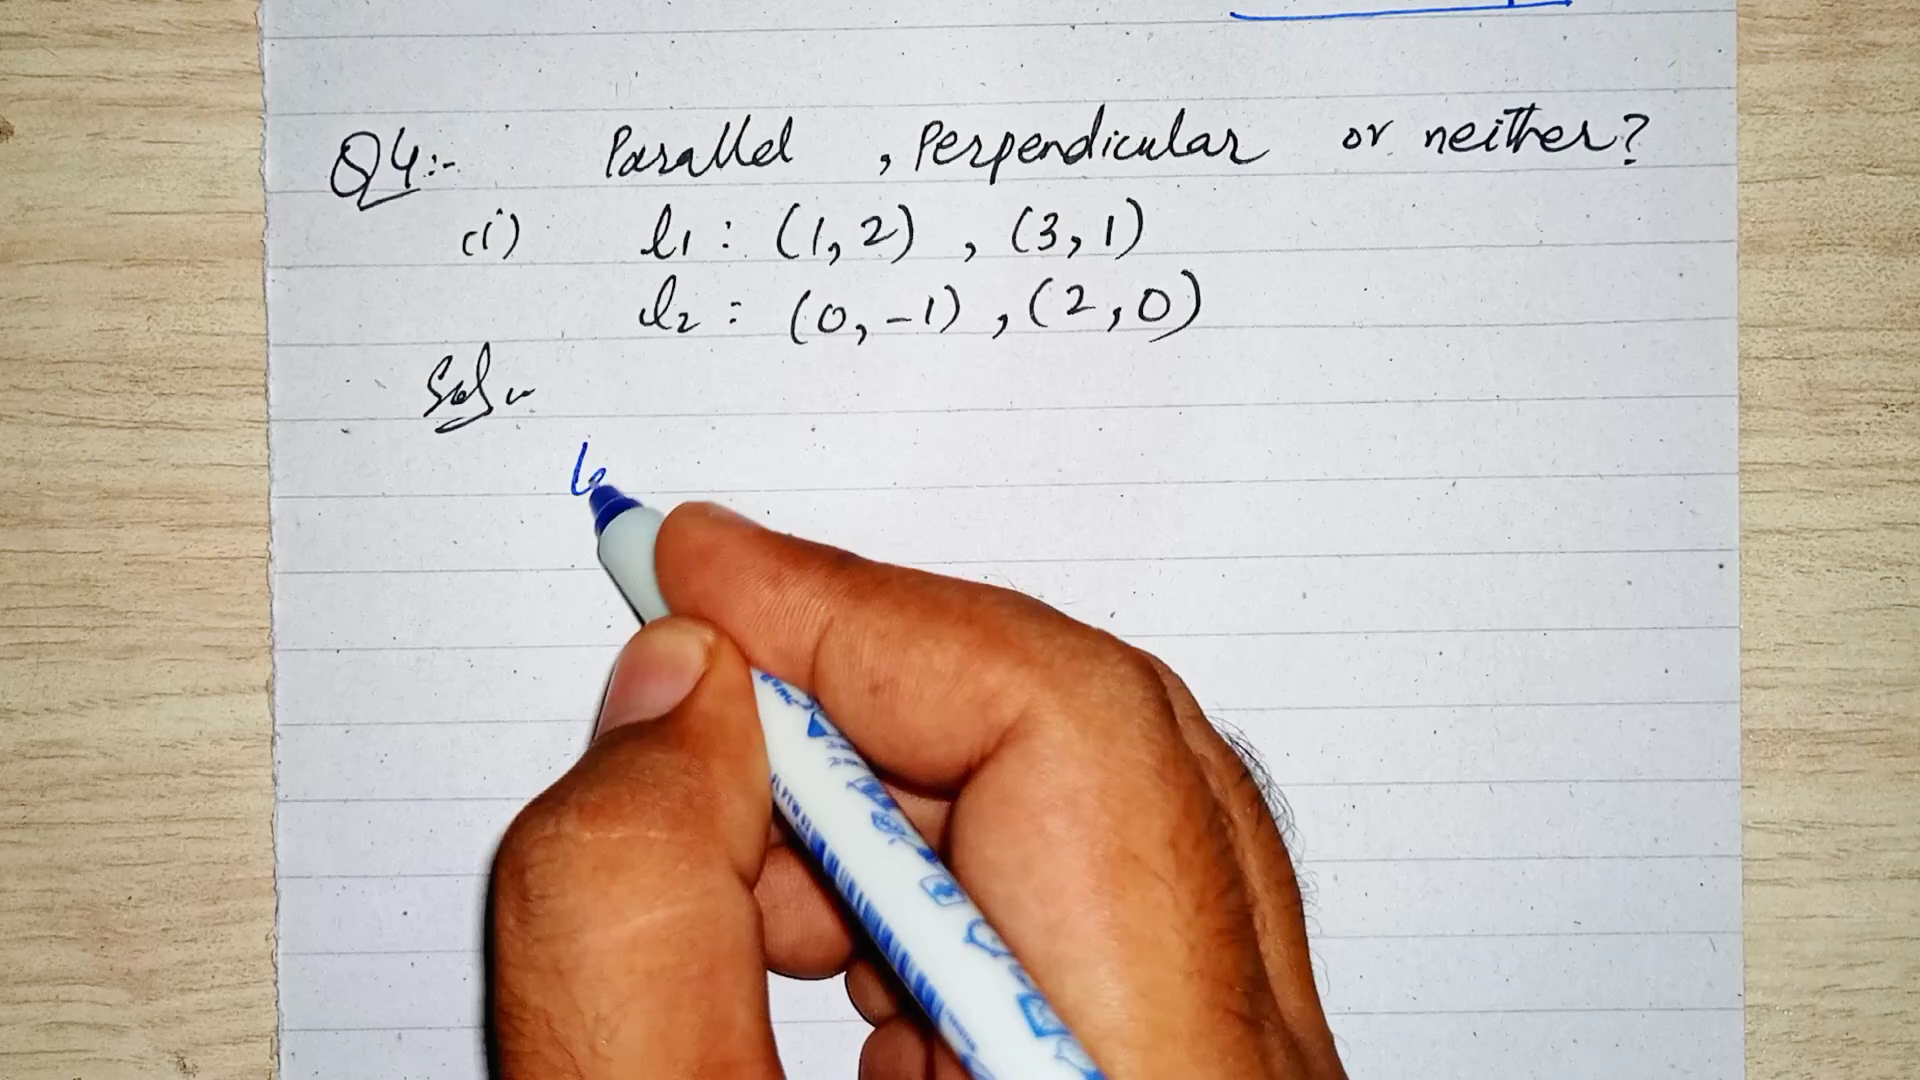 Q4:- Parallel , Perpendicular or neither?
(i) l1 : (1,2) , (3,1)
l2 : (0,-1) , (2,0)
Sol